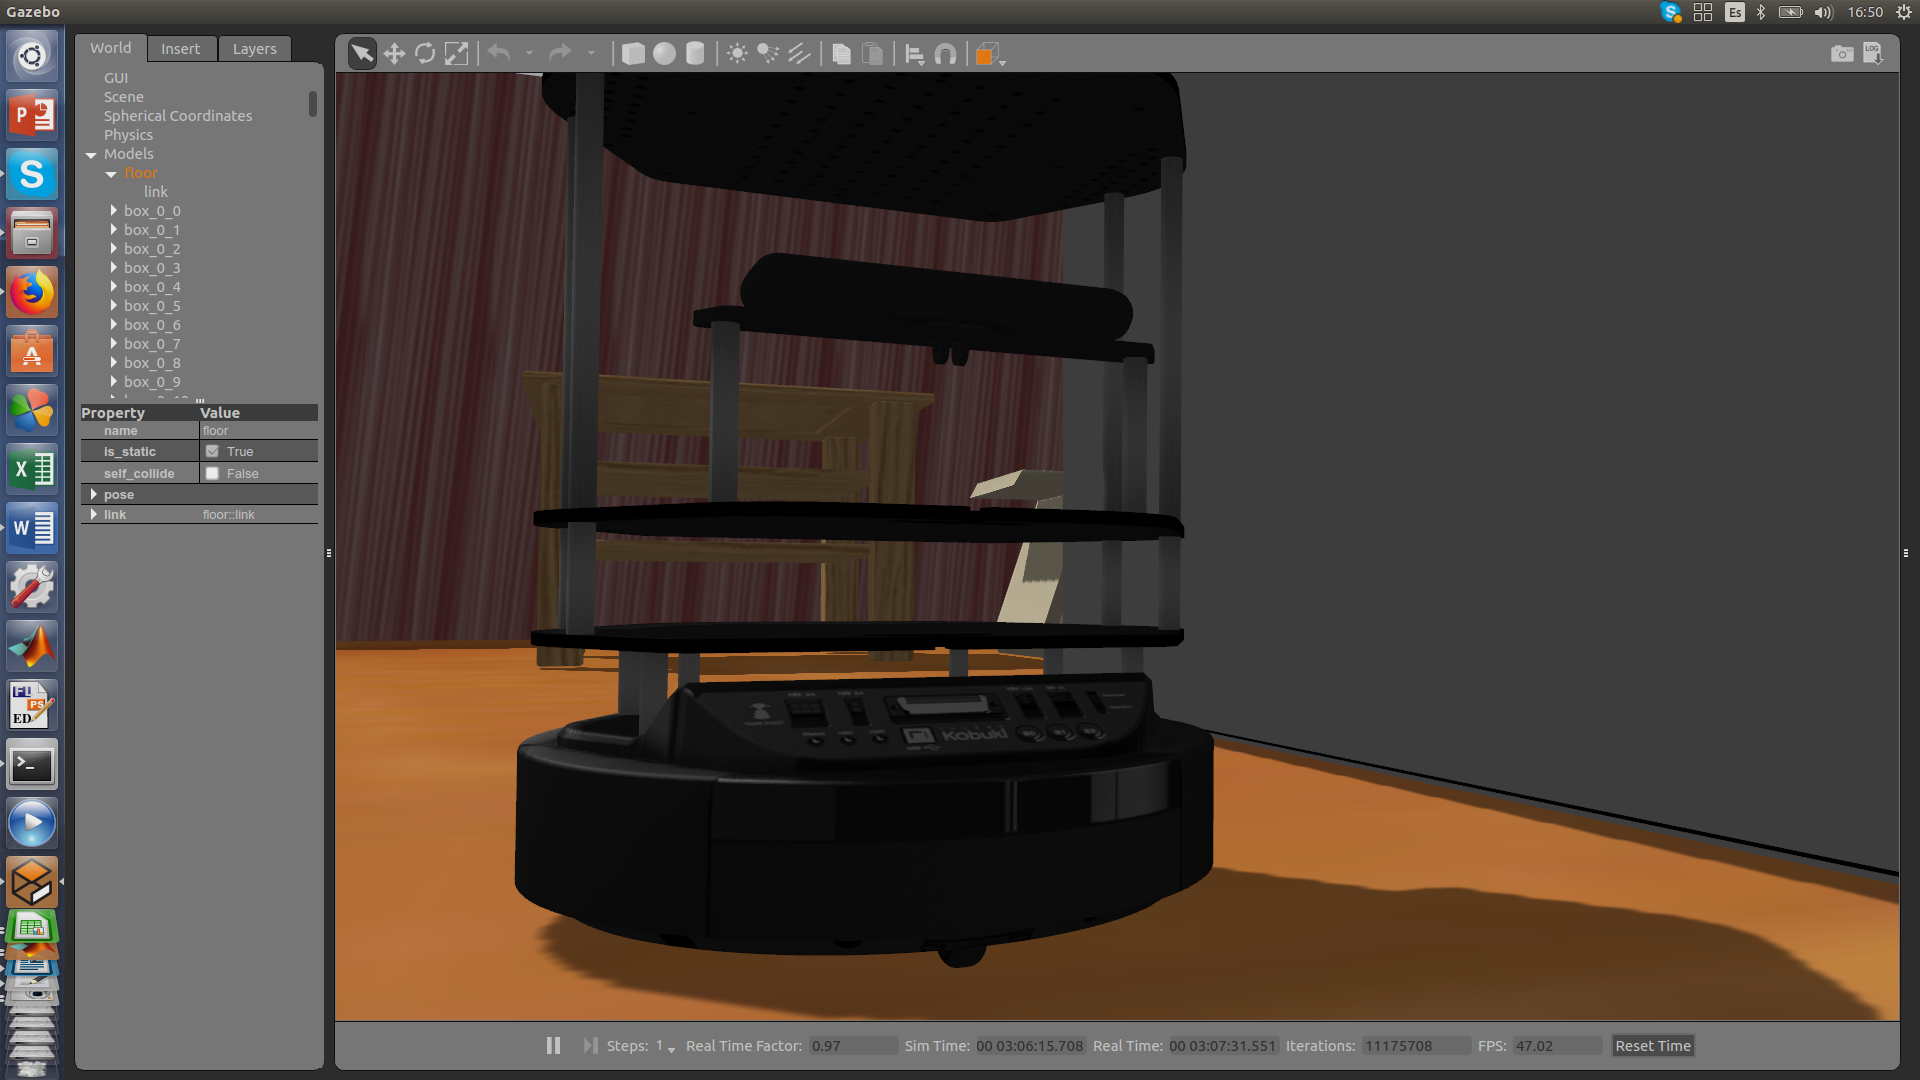 Gazebo
Es
16:50
World
Insert
Layers
LOG
GUI
Scene
Spherical Coordinates
Physics
Models
floor
link
box_0_0
box_0_1
box_0_2
box_0_3
box_0_4
box_0_5
box_0_6
box_0_7
box_0_8
box_0_9
Property Value
name floor
is_static True
self_collide False
pose
link floor::link
Kobuki
Steps: 1
Real Time Factor: 0.97
Sim Time: 00 03:06:15.708
Real Time: 00 03:07:31.551
Iterations: 11175708
FPS: 47.02
Reset Time